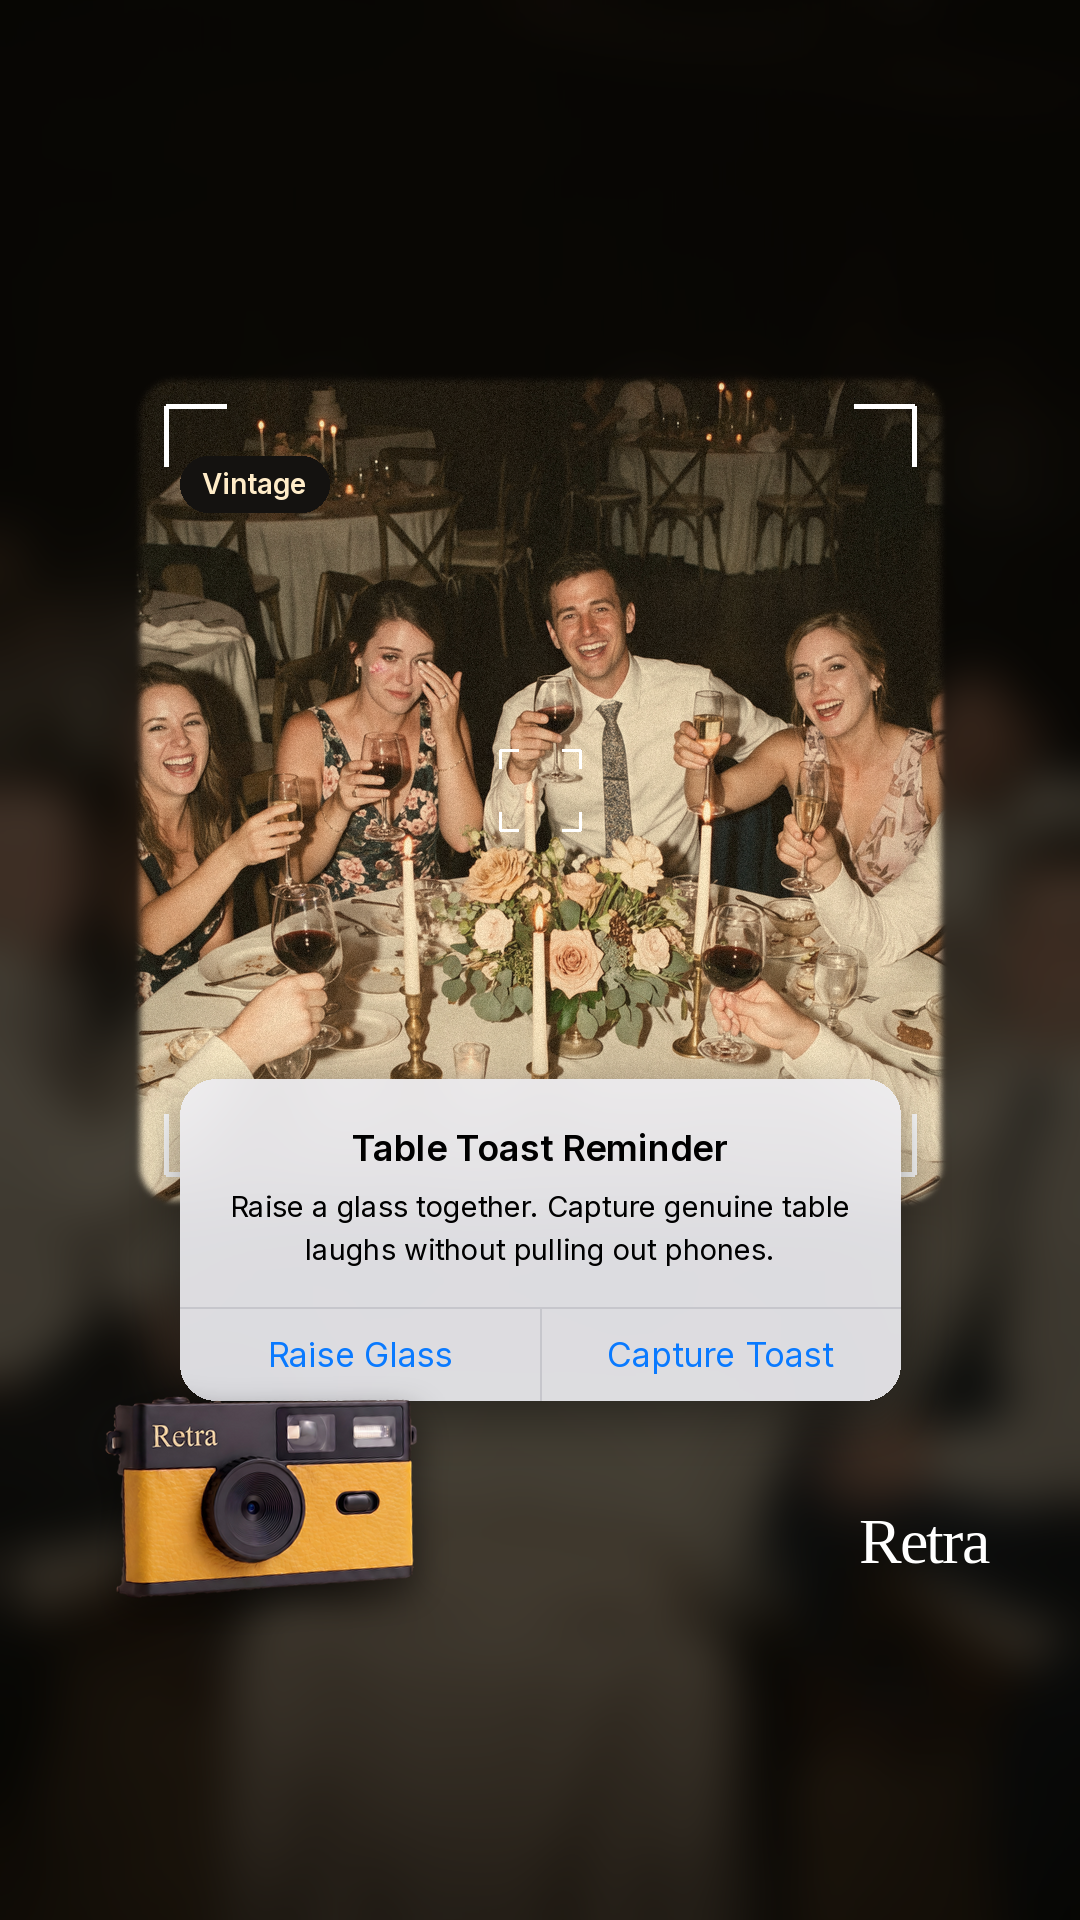 Vintage
Table Toast Reminder
Raise a glass together. Capture genuine table
laughs without pulling out phones.
Raise Glass
Capture Toast
Retra
Retra